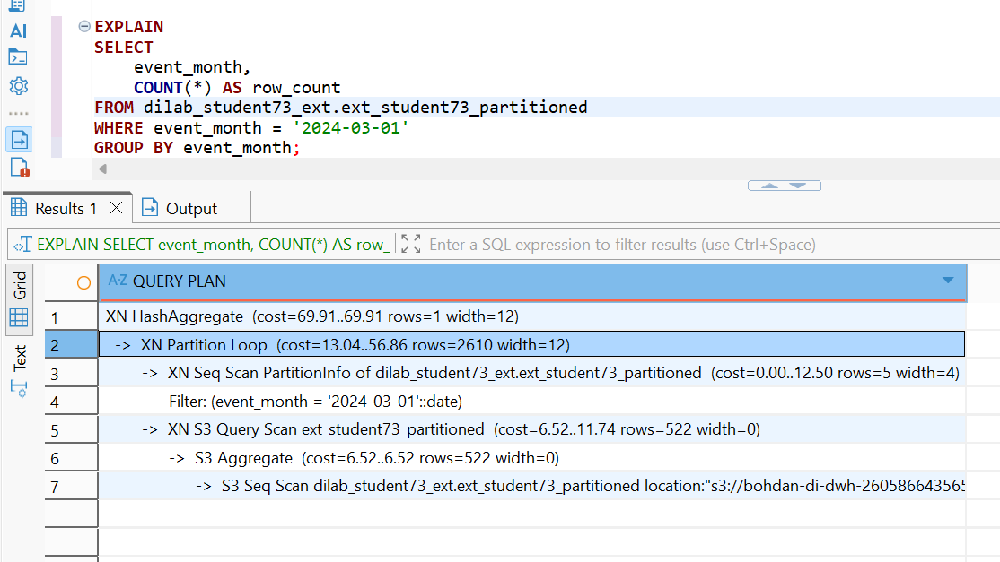 AI
EXPLAIN
SELECT
event_month,
COUNT(*) AS row_count
FROM dilab_student73_ext.ext_student73_partitioned
WHERE event_month = '2024-03-01'
GROUP BY event_month;
Results 1
Output
T EXPLAIN SELECT event_month, COUNT(*) AS row_
Enter a SQL expression to filter results (use Ctrl+Space)
Grid
Text
A-Z QUERY PLAN
1 XN HashAggregate (cost=69.91..69.91 rows=1 width=12)
2 -> XN Partition Loop (cost=13.04..56.86 rows=2610 width=12)
3 -> XN Seq Scan PartitionInfo of dilab_student73_ext.ext_student73_partitioned (cost=0.00..12.50 rows=5 width=4)
4 Filter: (event_month = '2024-03-01'::date)
5 -> XN S3 Query Scan ext_student73_partitioned (cost=6.52..11.74 rows=522 width=0)
6 -> S3 Aggregate (cost=6.52..6.52 rows=522 width=0)
7 -> S3 Seq Scan dilab_student73_ext.ext_student73_partitioned location:"s3://bohdan-di-dwh-260586643565